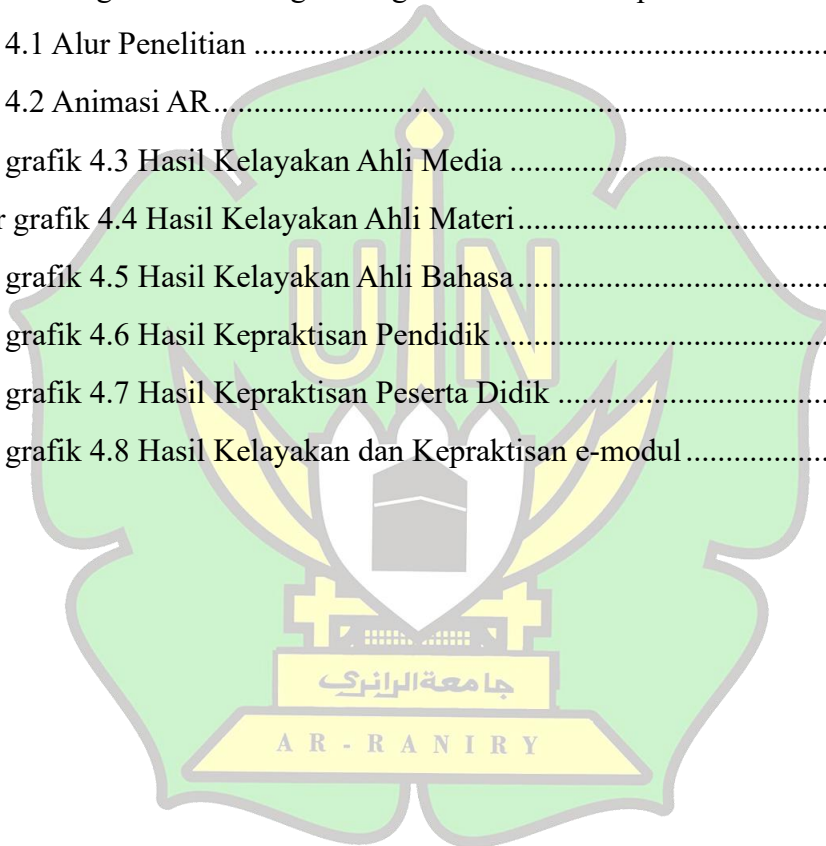 4.1 Alur Penelitian ....................................................................................
4.2 Animasi AR..........................................................................................
grafik 4.3 Hasil Kelayakan Ahli Media ..............................................
r grafik 4.4 Hasil Kelayakan Ahli Materi.............................................
grafik 4.5 Hasil Kelayakan Ahli Bahasa.............................................
grafik 4.6 Hasil Kepraktisan Pendidik................................................
grafik 4.7 Hasil Kepraktisan Peserta Didik ........................................
grafik 4.8 Hasil Kelayakan dan Kepraktisan e-modul....................
UIN
جامعة الرانري
AR-RANIRY